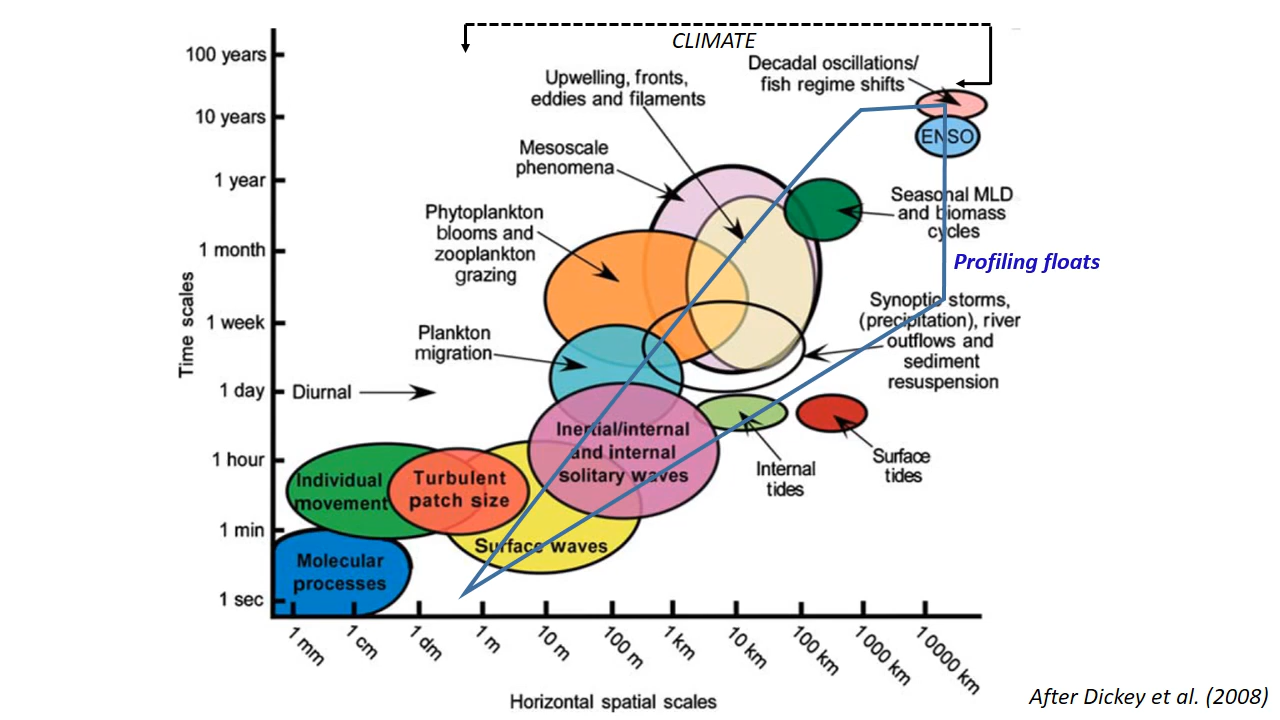 CLIMATE
100 years
10 years
1 year
1 month
1 week
1 day
1 hour
1 min
1 sec
Time scales
Decadal oscillations/
fish regime shifts
Upwelling, fronts,
eddies and filaments
ENSO
Mesoscale
phenomena
Seasonal MLD
and biomass
cycles
Phytoplankton
blooms and
zooplankton
grazing
Profiling floats
Synoptic storms,
(precipitation), river
outflows and
sediment
resuspension
Plankton
migration
Diurnal
Inertial/internal
and internal
solitary waves
Internal
tides
Surface
tides
Individual
movement
Turbulent
patch size
Surface waves
Molecular
processes
1 mm
1 cm
1 dm
1 m
10 m
100 m
1 km
10 km
100 km
1000 km
10000 km
Horizontal spatial scales
After Dickey et al. (2008)